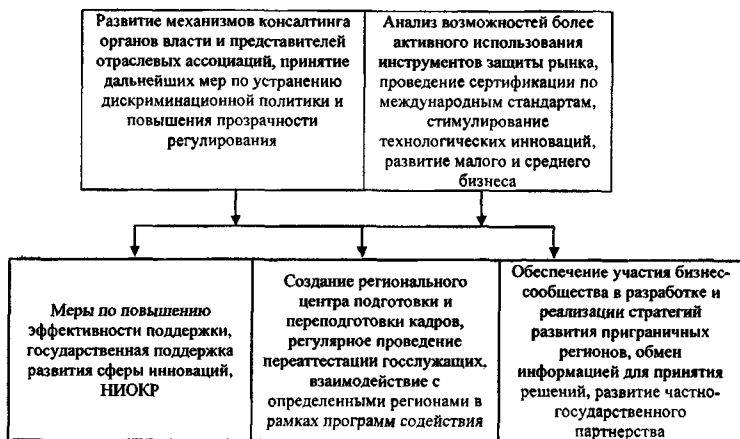 Развитие механизмов консалтинга
органов власти и представителей
отраслевых ассоциаций, принятие
дальнейших мер по устранению
дискриминационной политики и
повышения прозрачности
регулирования
Анализ возможностей более
активного использования
инструментов защиты рынка,
проведение сертификации по
международным стандартам,
стимулирование
технологических инноваций,
развитие малого и среднего
бизнеса
Меры по повышению
эффективности поддержки,
государственная поддержка
развития сферы инноваций,
НИОКР
Создание регионального
центра подготовки и
переподготовки кадров,
регулярное проведение
переаттестации госслужащих,
взаимодействие с
определенными регионами в
рамках программ содействия
Обеспечение участия бизнес-
сообщества в разработке и
реализации стратегий
развития приграничных
регионов, обмен
информацией для принятия
решений, развитие частно-
государственного
партнерства